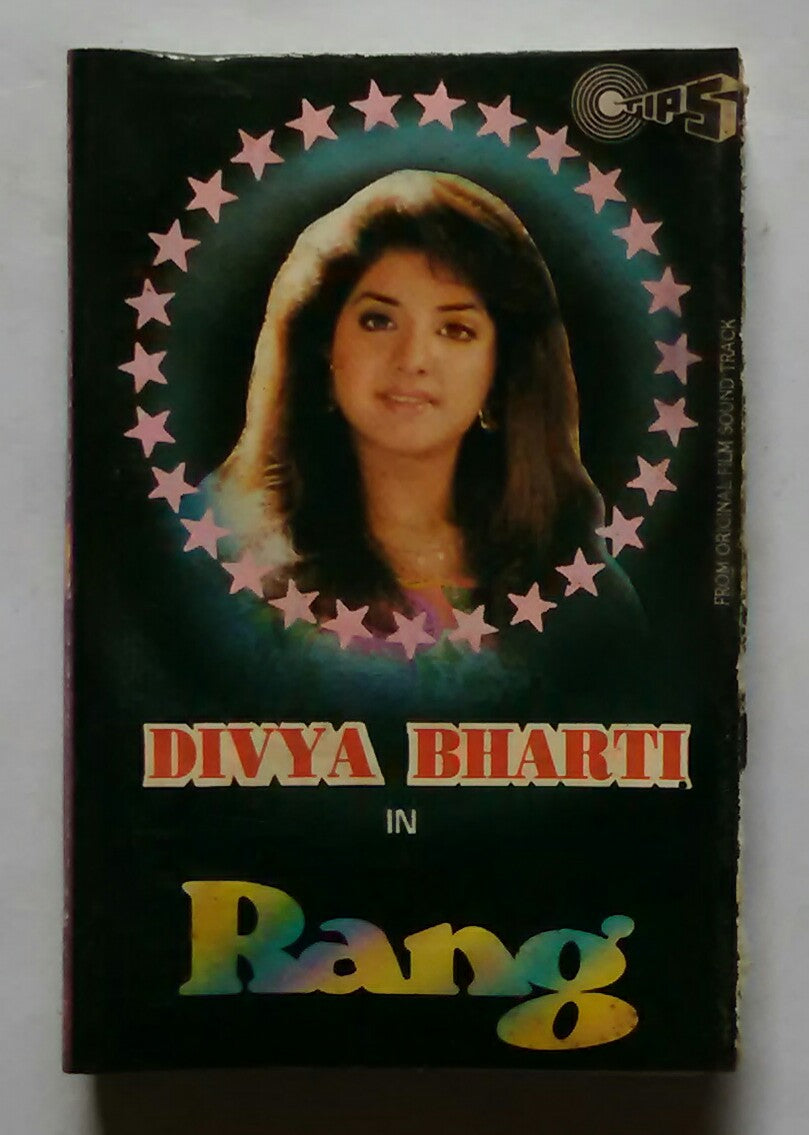 TIPS
FROM ORIGINAL FILM SOUND TRACK
DIVYA BHARTI
IN
Rang